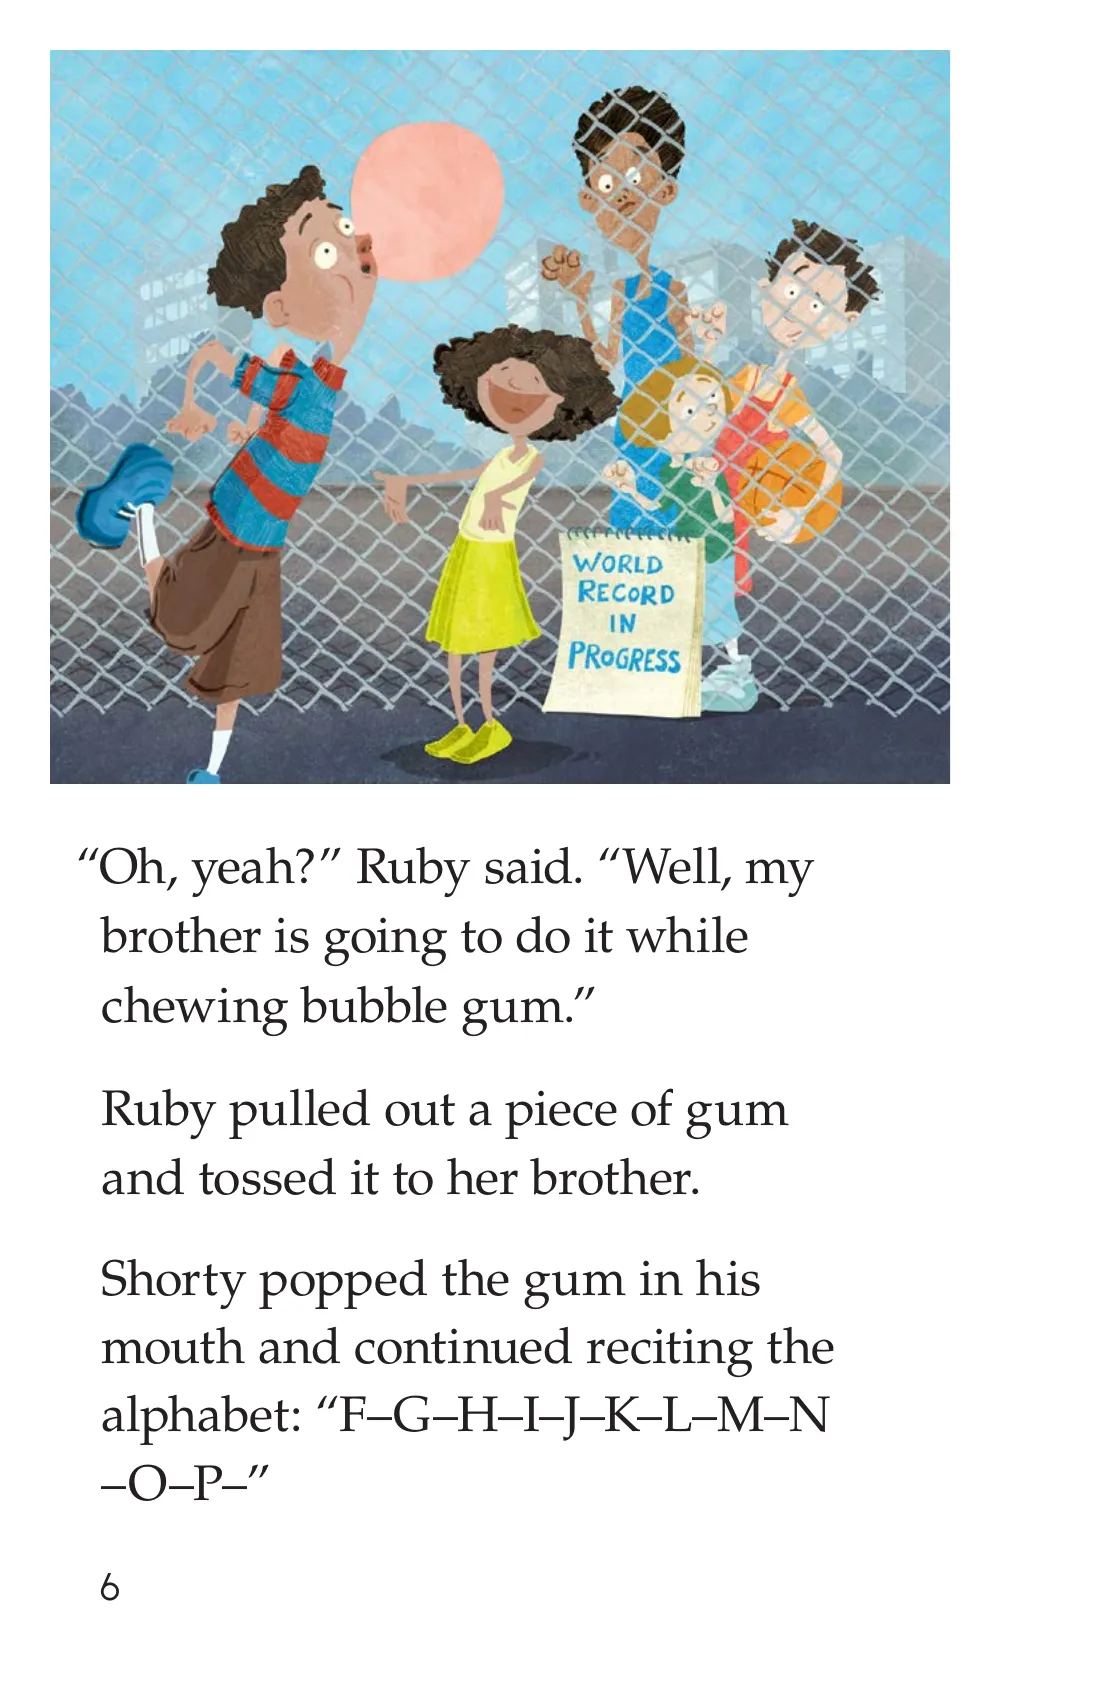 WORLD
RECORD
IN
PROGRESS
“Oh, yeah?” Ruby said. “Well, my
brother is going to do it while
chewing bubble gum.”
Ruby pulled out a piece of gum
and tossed it to her brother.
Shorty popped the gum in his
mouth and continued reciting the
alphabet: “F–G–H–I–J–K–L–M–N
–O–P–”
6